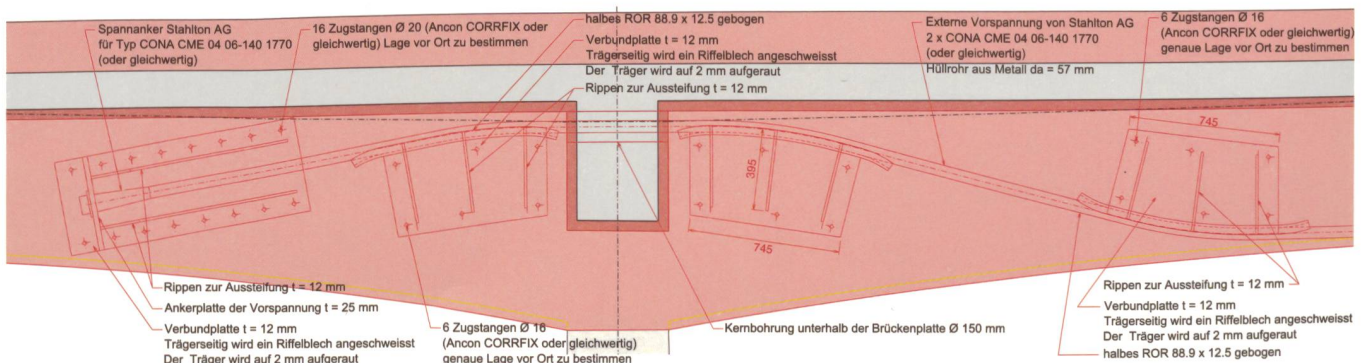 Spannanker Stahlton AG
für Typ CONA CME 04 06-140 1770
(oder gleichwertig)
16 Zugstangen Ø 20 (Ancon CORRFIX oder
gleichwertig) Lage vor Ort zu bestimmen
halbes ROR 88.9 x 12.5 gebogen
Verbundplatte t = 12 mm
Trägerseitig wird ein Riffelblech angeschweisst
Der Träger wird auf 2 mm aufgeraut
Rippen zur Aussteifung t = 12 mm
Externe Vorspannung von Stahlton AG
2 x CONA CME 04 06-140 1770
(oder gleichwertig)
Hüllrohr aus Metall da = 57 mm
6 Zugstangen Ø 16
(Ancon CORRFIX oder gleichwertig)
genaue Lage vor Ort zu bestimmen
745
395
745
Rippen zur Aussteifung t = 12 mm
Ankerplatte der Vorspannung t = 25 mm
Verbundplatte t = 12 mm
Trägerseitig wird ein Riffelblech angeschweisst
Der Träger wird auf 2 mm aufgeraut
6 Zugstangen Ø 16
(Ancon CORRFIX oder gleichwertig)
genaue Lage vor Ort zu bestimmen
Kernbohrung unterhalb der Brückenplatte Ø 150 mm
Rippen zur Aussteifung t = 12 mm
Verbundplatte t = 12 mm
Trägerseitig wird ein Riffelblech angeschweisst
Der Träger wird auf 2 mm aufgeraut
halbes ROR 88.9 x 12.5 gebogen